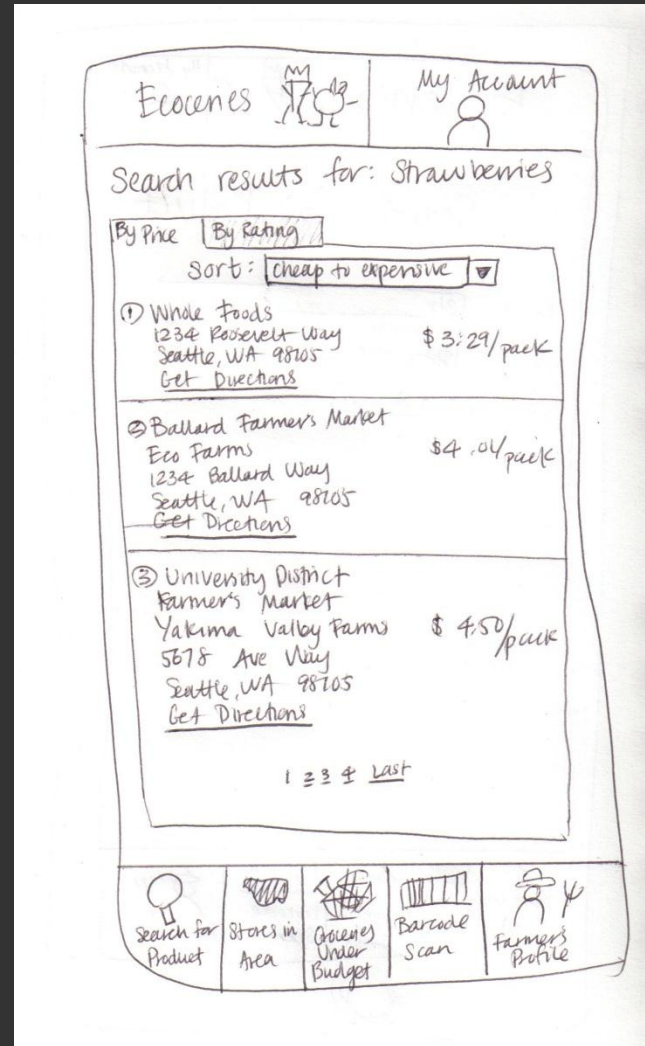 Ecoceries
My Account
Search results for: Strawberries
By Price By Rating
Sort: cheap to expensive
① Whole Foods
1234 Roosevelt Way
Seattle, WA 98105
Get Directions
$3.29/pack
② Ballard Farmer's Market
Eco Farms
1234 Ballard Way
Seattle, WA 98105
Get Directions
$4.04/pack
③ University District
Farmer's Market
Yakima Valley Farms
5678 Ave Way
Seattle, WA 98105
Get Directions
$4.50/pack
1 2 3 4 Last
Search for
Product
Stores in
Area
Groceries
Under
Budget
Barcode
Scan
Farmer's
Profile